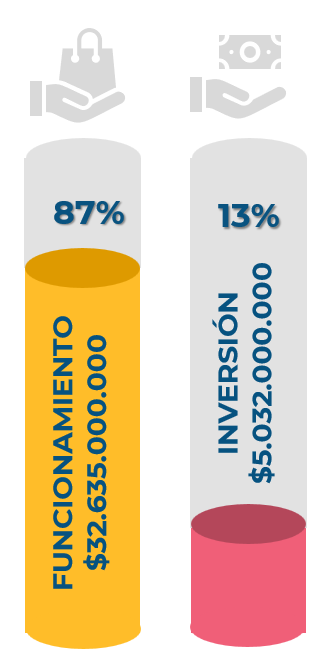 87%
FUNCIONAMIENTO
$32.635.000.000
13%
INVERSIÓN
$5.032.000.000